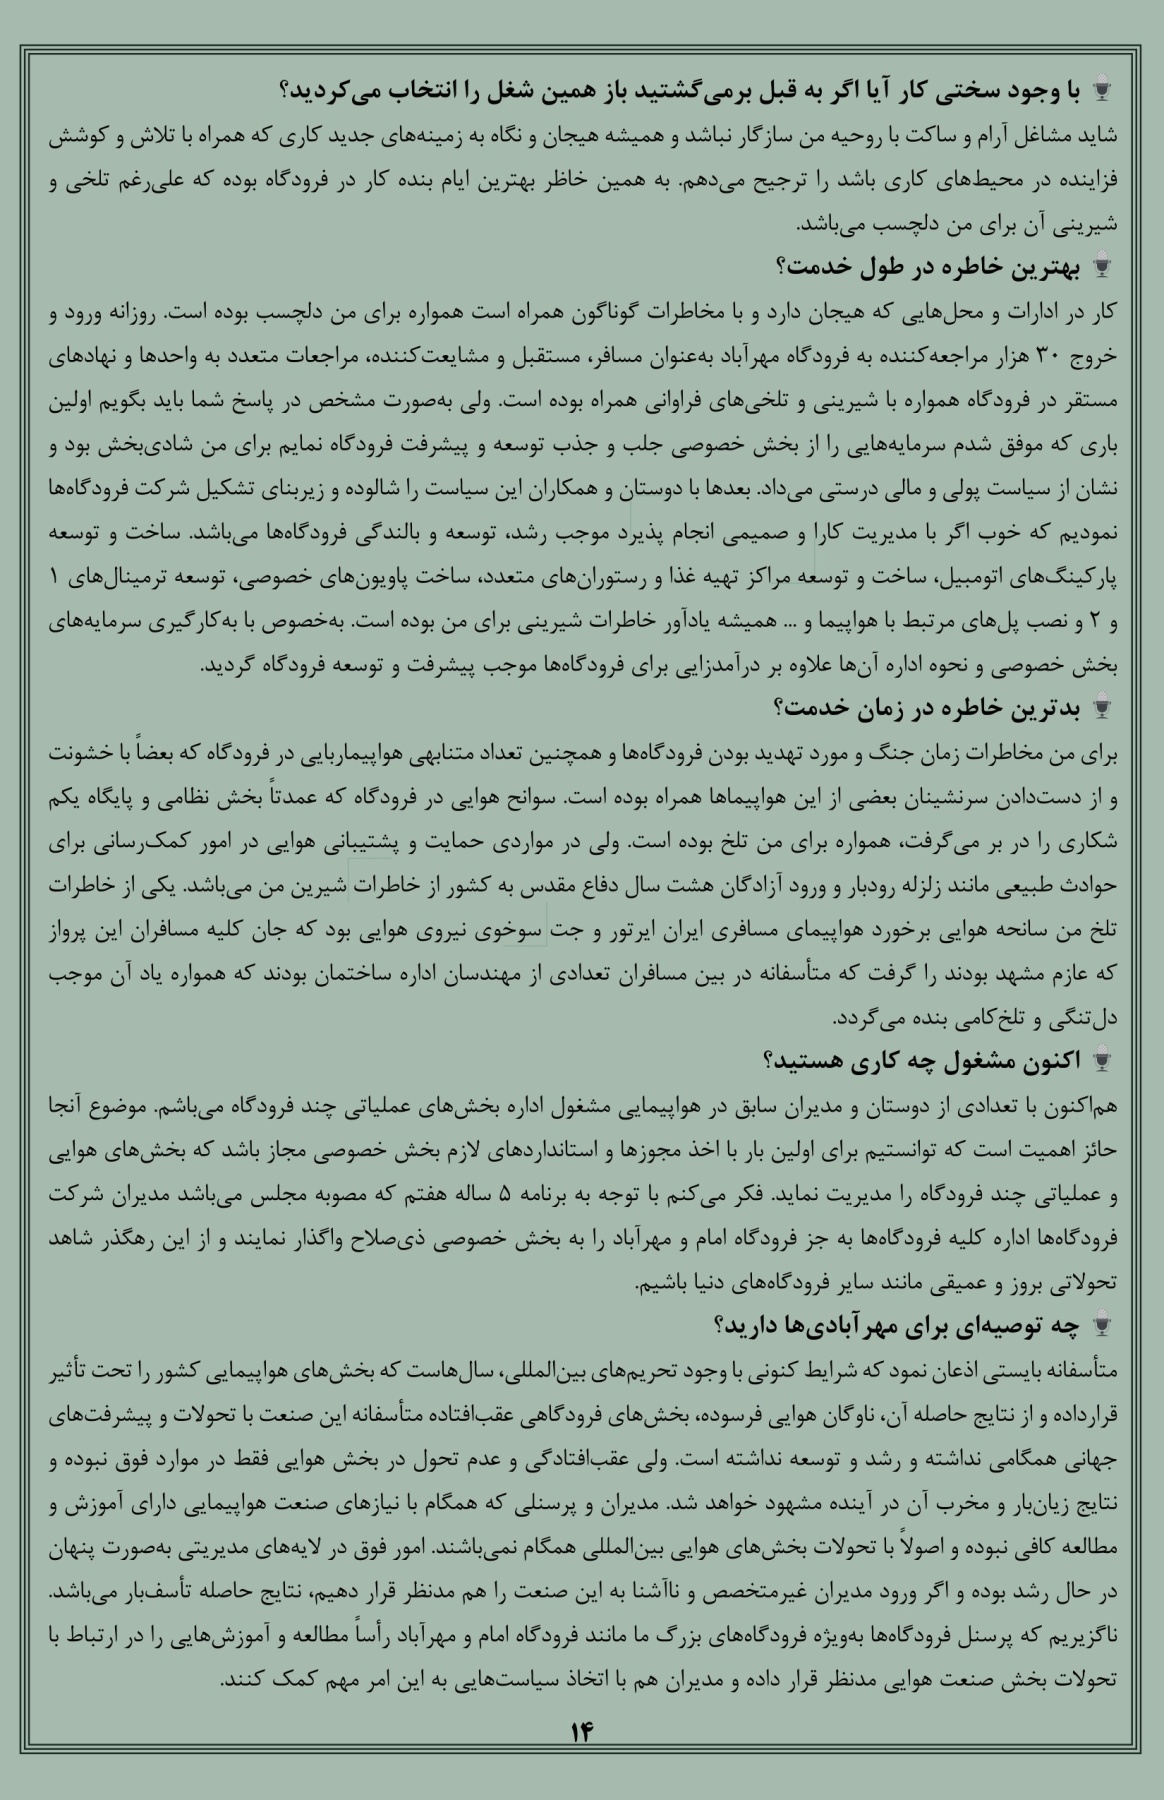 با وجود سختی کار آیا اگر به قبل برمی‌گشتید باز همین شغل را انتخاب می‌کردید؟
شاید مشاغل آرام و ساکت با روحیه من سازگار نباشد و همیشه هیجان و نگاه به زمینه‌های جدید کاری که همراه با تلاش و کوشش
فزاینده در محیط‌های کاری باشد را ترجیح می‌دهم. به همین خاظر بهترین ایام بنده کار در فرودگاه بوده که علی‌رغم تلخی و
شیرینی آن برای من دلچسب می‌باشد.
بهترین خاطره در طول خدمت؟
کار در ادارات و محل‌هایی که هیجان دارد و با مخاطرات گوناگون همراه است همواره برای من دلچسب بوده است. روزانه ورود و
خروج ۳۰ هزار مراجعه‌کننده به فرودگاه مهرآباد به‌عنوان مسافر، مستقبل و مشایعت‌کننده، مراجعات متعدد به واحدها و نهادهای
مستقر در فرودگاه همواره با شیرینی و تلخی‌های فراوانی همراه بوده است. ولی به‌صورت مشخص در پاسخ شما باید بگویم اولین
باری که موفق شدم سرمایه‌هایی را از بخش خصوصی جلب و جذب توسعه و پیشرفت فرودگاه نمایم برای من شادی‌بخش بود و
نشان از سیاست پولی و مالی درستی می‌داد. بعدها با دوستان و همکاران این سیاست را شالوده و زیربنای تشکیل شرکت فرودگاه‌ها
نمودیم که خوب اگر با مدیریت کارا و صمیمی انجام پذیرد موجب رشد، توسعه و بالندگی فرودگاه‌ها می‌باشد. ساخت و توسعه
پارکینگ‌های اتومبیل، ساخت و توسعه مراکز تهیه غذا و رستوران‌های متعدد، ساخت پاویون‌های خصوصی، توسعه ترمینال‌های ۱
و ۲ و نصب پل‌های مرتبط با هواپیما و ... همیشه یادآور خاطرات شیرینی برای من بوده است. به‌خصوص با به‌کارگیری سرمایه‌های
بخش خصوصی و نحوه اداره آن‌ها علاوه بر درآمدزایی برای فرودگاه‌ها موجب پیشرفت و توسعه فرودگاه گردید.
بدترین خاطره در زمان خدمت؟
برای من مخاطرات زمان جنگ و مورد تهدید بودن فرودگاه‌ها و همچنین تعداد متنابهی هواپیماربایی در فرودگاه که بعضاً با خشونت
و از دست‌دادن سرنشینان بعضی از این هواپیماها همراه بوده است. سوانح هوایی در فرودگاه که عمدتاً بخش نظامی و پایگاه یکم
شکاری را در بر می‌گرفت، همواره برای من تلخ بوده است. ولی در مواردی حمایت و پشتیبانی هوایی در امور کمک‌رسانی برای
حوادث طبیعی مانند زلزله رودبار و ورود آزادگان هشت سال دفاع مقدس به کشور از خاطرات شیرین من می‌باشد. یکی از خاطرات
تلخ من سانحه هوایی برخورد هواپیمای مسافری ایران ایرتور و جت سوخوی نیروی هوایی بود که جان کلیه مسافران این پرواز
که عازم مشهد بودند را گرفت که متأسفانه در بین مسافران تعدادی از مهندسان اداره ساختمان بودند که همواره یاد آن موجب
دل‌تنگی و تلخ‌کامی بنده می‌گردد.
اکنون مشغول چه کاری هستید؟
هم‌اکنون با تعدادی از دوستان و مدیران سابق در هواپیمایی مشغول اداره بخش‌های عملیاتی چند فرودگاه می‌باشم. موضوع آنجا
حائز اهمیت است که توانستیم برای اولین بار با اخذ مجوزها و استانداردهای لازم بخش خصوصی مجاز باشد که بخش‌های هوایی
و عملیاتی چند فرودگاه را مدیریت نماید. فکر می‌کنم با توجه به برنامه ۵ ساله هفتم که مصوبه مجلس می‌باشد مدیران شرکت
فرودگاه‌ها اداره کلیه فرودگاه‌ها به جز فرودگاه امام و مهرآباد را به بخش خصوصی ذی‌صلاح واگذار نمایند و از این رهگذر شاهد
تحولاتی بروز و عمیقی مانند سایر فرودگاه‌های دنیا باشیم.
چه توصیه‌ای برای مهرآبادی‌ها دارید؟
متأسفانه بایستی اذعان نمود که شرایط کنونی با وجود تحریم‌های بین‌المللی، سال‌هاست که بخش‌های هواپیمایی کشور را تحت تأثیر
قرارداده و از نتایج حاصله آن، ناوگان هوایی فرسوده، بخش‌های فرودگاهی عقب‌افتاده متأسفانه این صنعت با تحولات و پیشرفت‌های
جهانی همگامی نداشته و رشد و توسعه نداشته است. ولی عقب‌افتادگی و عدم تحول در بخش هوایی فقط در موارد فوق نبوده و
نتایج زیان‌بار و مخرب آن در آینده مشهود خواهد شد. مدیران و پرسنلی که همگام با نیازهای صنعت هواپیمایی دارای آموزش و
مطالعه کافی نبوده و اصولاً با تحولات بخش‌های هوایی بین‌المللی همگام نمی‌باشند. امور فوق در لایه‌های مدیریتی به‌صورت پنهان
در حال رشد بوده و اگر ورود مدیران غیرمتخصص و ناآشنا به این صنعت را هم مدنظر قرار دهیم، نتایج حاصله تأسف‌بار می‌باشد.
ناگزیریم که پرسنل فرودگاه‌ها به‌ویژه فرودگاه‌های بزرگ ما مانند فرودگاه امام و مهرآباد رأساً مطالعه و آموزش‌هایی را در ارتباط با
تحولات بخش صنعت هوایی مدنظر قرار داده و مدیران هم با اتخاذ سیاست‌هایی به این امر مهم کمک کنند.
۱۴